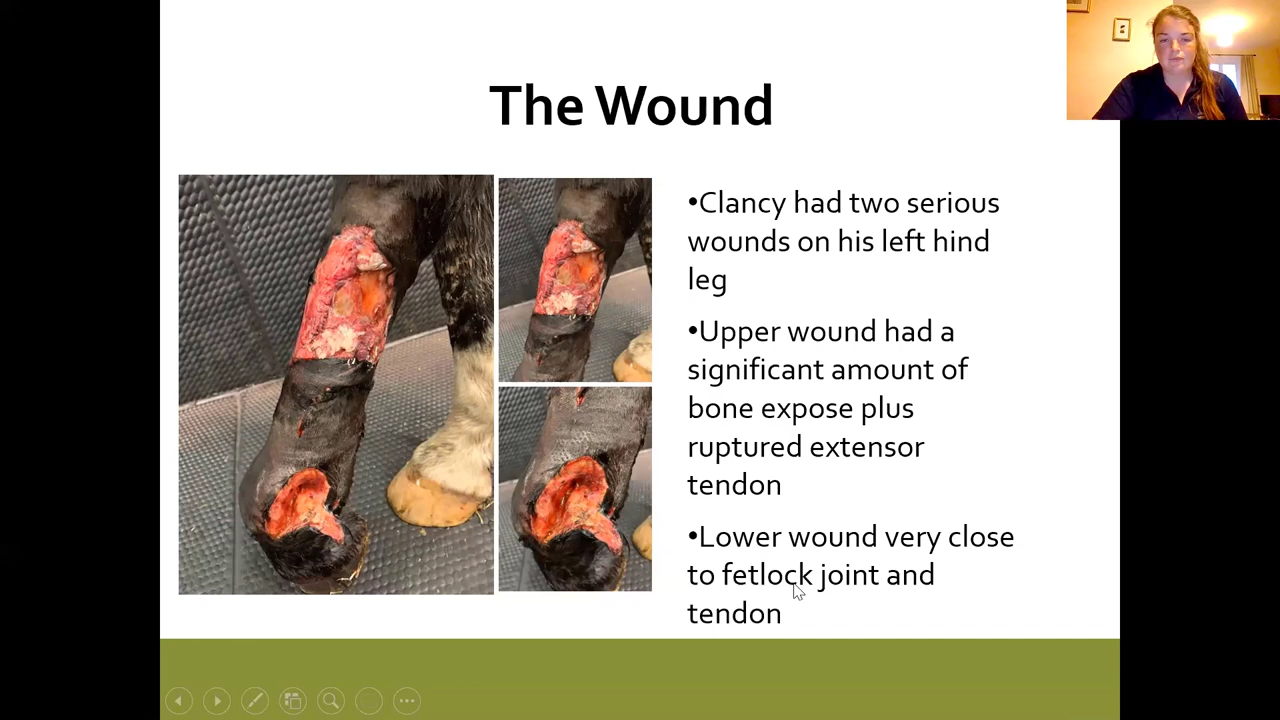 The Wound
•Clancy had two serious
wounds on his left hind
leg
•Upper wound had a
significant amount of
bone expose plus
ruptured extensor
tendon
•Lower wound very close
to fetlock joint and
tendon